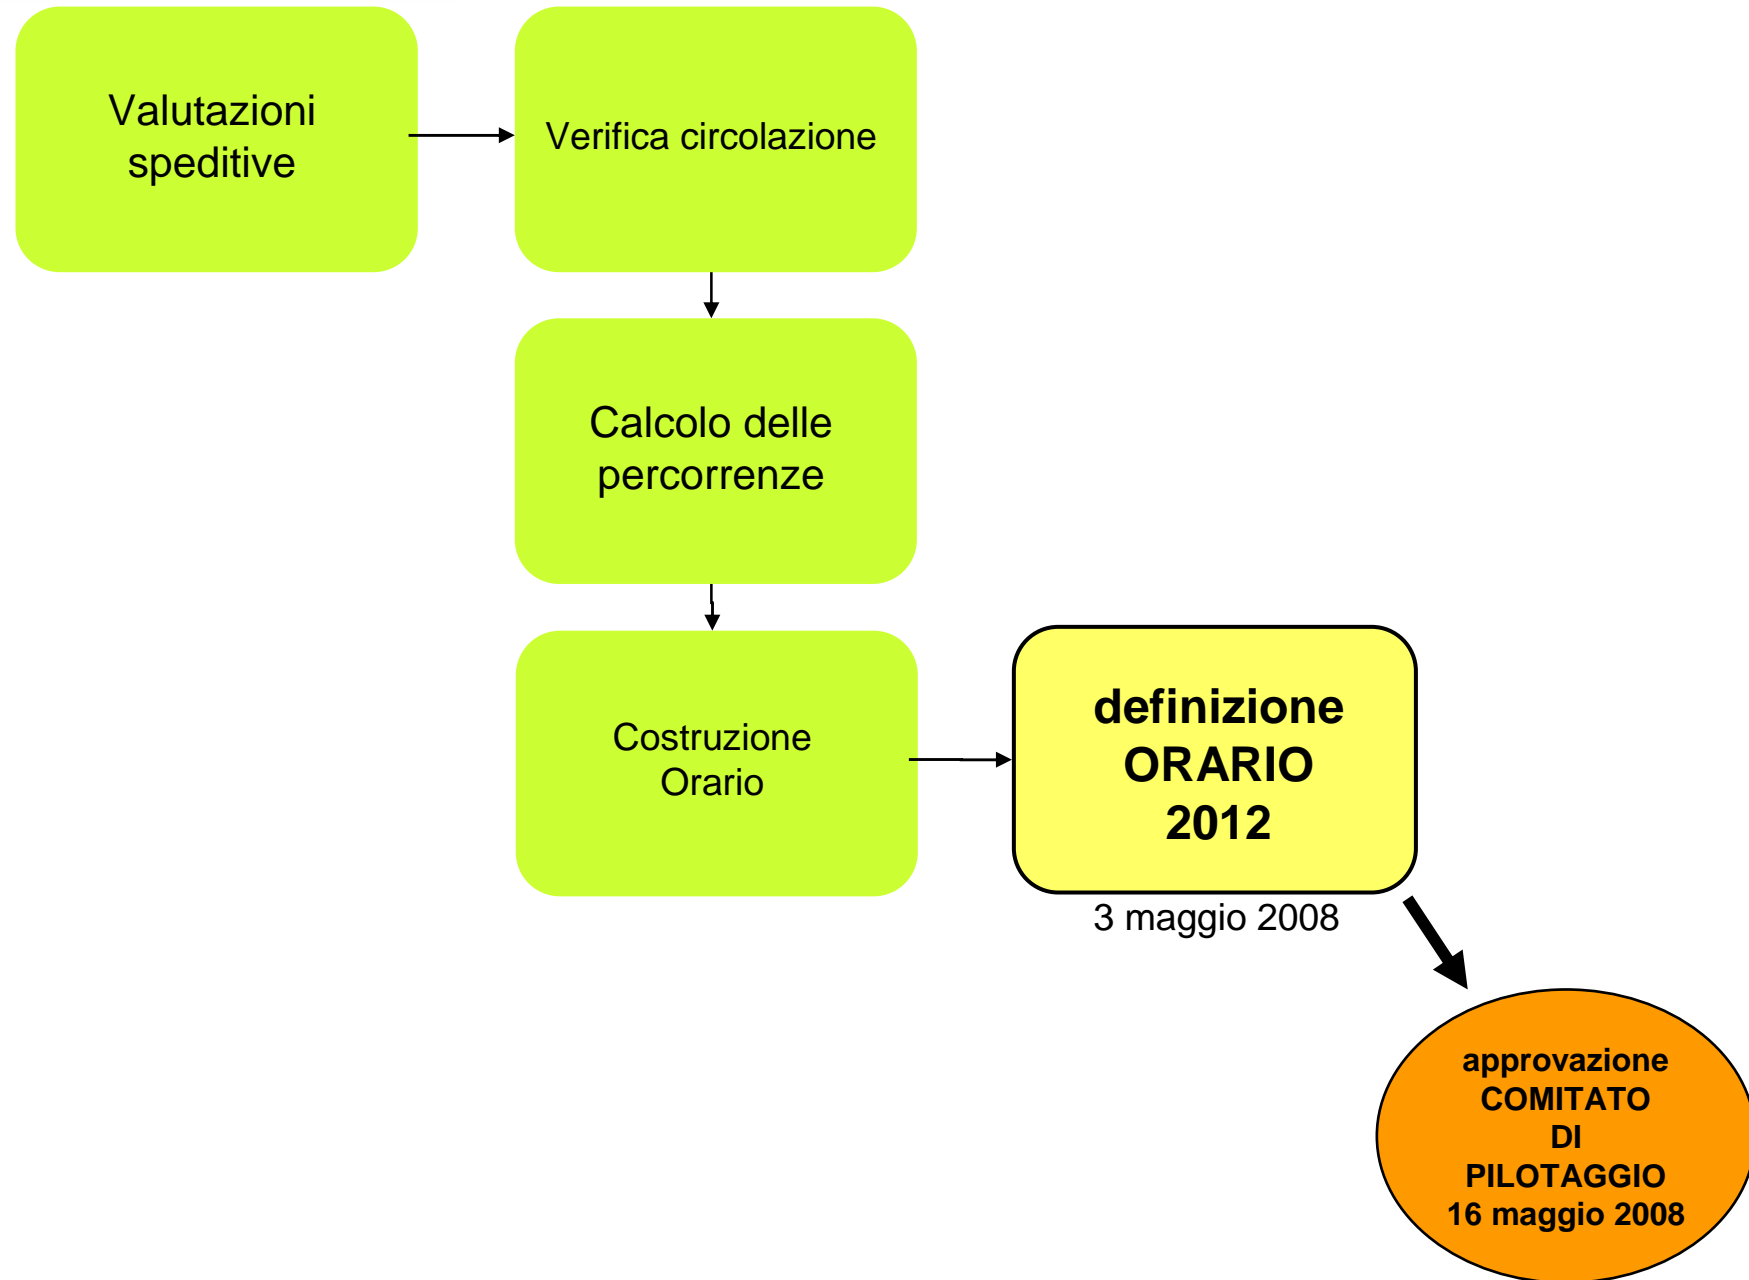 Valutazioni
speditive
Verifica circolazione
Calcolo delle
percorrenze
Costruzione
Orario
definizione
ORARIO
2012
3 maggio 2008
approvazione
COMITATO
DI
PILOTAGGIO
16 maggio 2008